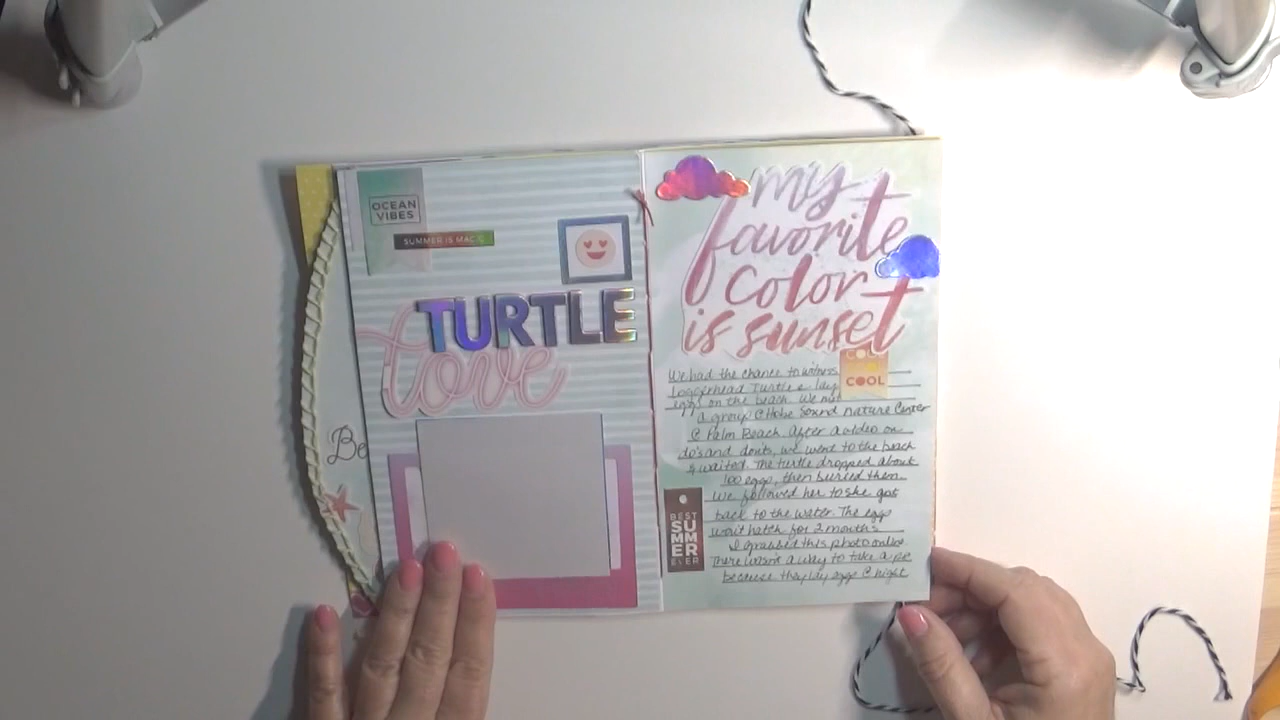 OCEAN
VIBES
SUMMER IS MAGIC
TURTLE
love
Be
my
favorite
color
is sunset
COOL
COOL
We had the chance to witness
Loggerhead Turtle lay
eggs on the beach. We met
a group @ Hobe Sound Nature Center
@ Palm Beach. After a video on
do's and don'ts, we went to the beach
& waited. The turtle dropped about
100 eggs, then buried them.
We followed her to she got
back to the water. The eggs
won't hatch for 2 months
I grabbed this photo online.
There wasn't a way to take a pic
because they lay eggs @ night
BEST
SUMMER
EVER